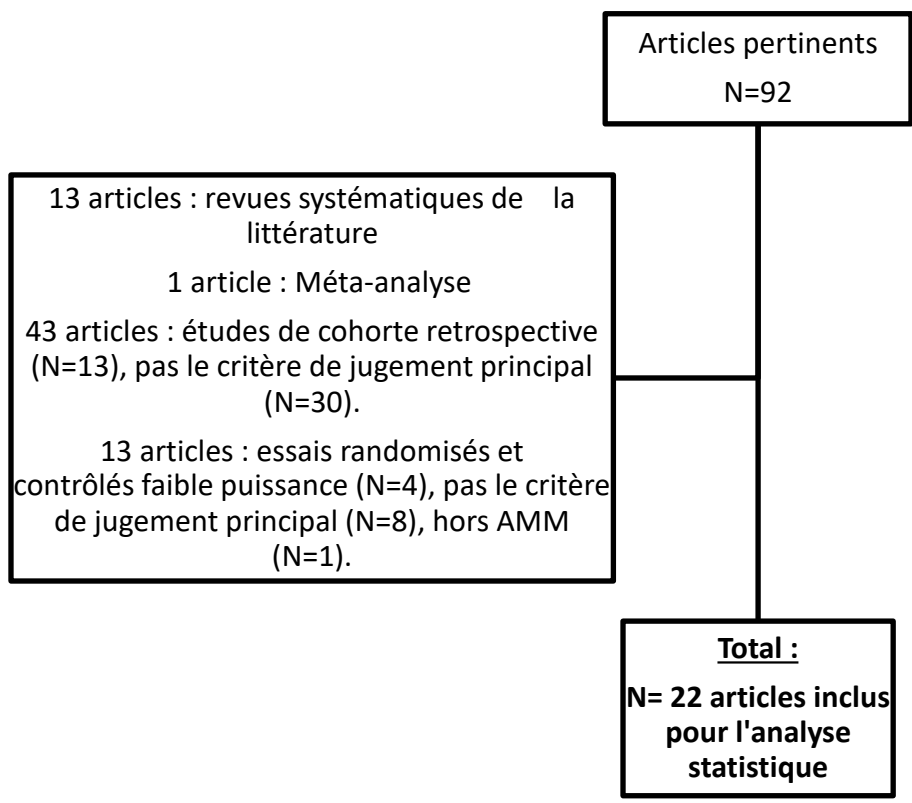 Articles pertinents
N=92
13 articles : revues systématiques de la
littérature
1 article : Méta-analyse
43 articles : études de cohorte retrospective
(N=13), pas le critère de jugement principal
(N=30).
13 articles : essais randomisés et
contrôlés faible puissance (N=4), pas le critère
de jugement principal (N=8), hors AMM
(N=1).
Total :
N= 22 articles inclus
pour l'analyse
statistique